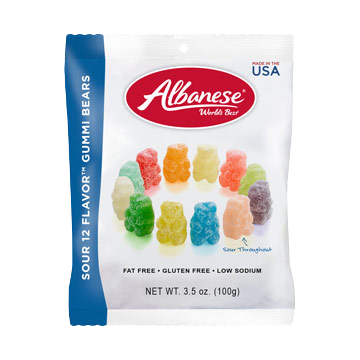 MADE IN THE
USA
Albanese®
World's Best
SOUR 12 FLAVOR™ GUMMI BEARS
Sour Throughout
FAT FREE • GLUTEN FREE • LOW SODIUM
NET WT. 3.5 oz. (100g)